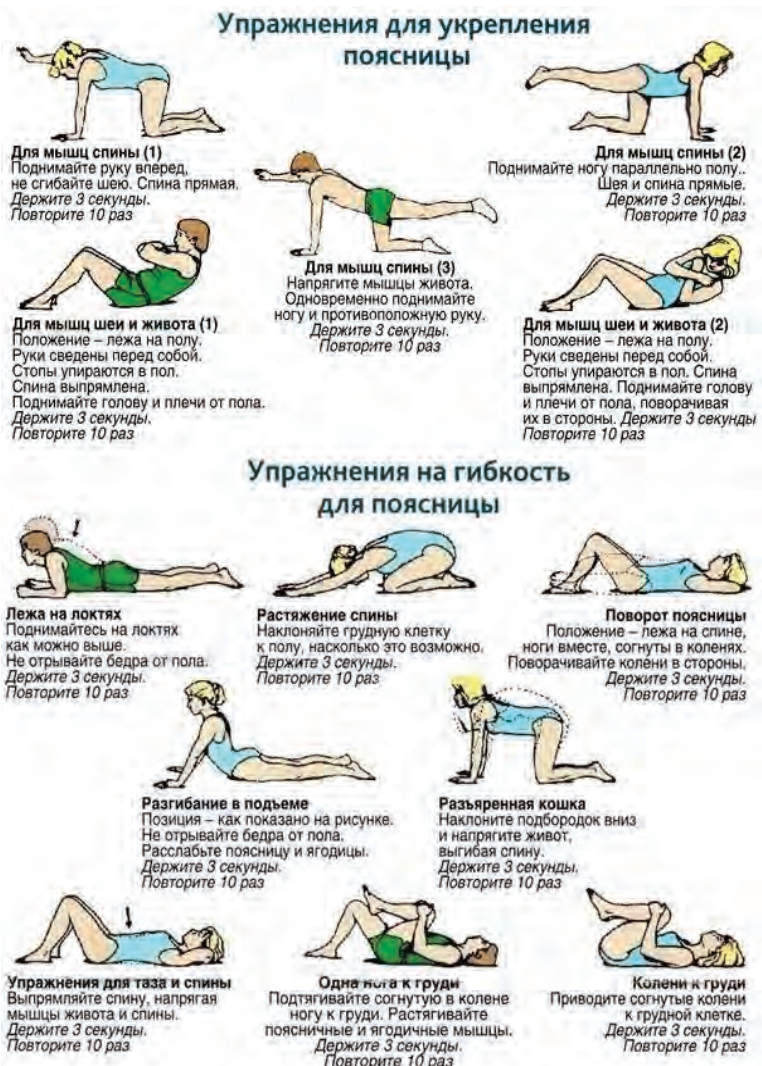 Упражнения для укрепления
поясницы
Для мышц спины (1)
Поднимайте руку вперед,
не сгибайте шею. Спина прямая.
Держите 3 секунды.
Повторите 10 раз
Для мышц спины (2)
Поднимайте ногу параллельно полу..
Шея и спина прямые.
Держите 3 секунды.
Повторите 10 раз
Для мышц спины (3)
Напрягите мышцы живота.
Одновременно поднимайте
ногу и противоположную руку.
Держите 3 секунды.
Повторите 10 раз
Для мышц шеи и живота (1)
Положение – лежа на полу.
Руки сведены перед собой.
Стопы упираются в пол.
Спина выпрямлена.
Поднимайте голову и плечи от пола.
Держите 3 секунды.
Повторите 10 раз
Для мышц шеи и живота (2)
Положение – лежа на полу.
Руки сведены перед собой.
Стопы упираются в пол. Спина
выпрямлена. Поднимайте голову
и плечи от пола, поворачивая
их в стороны. Держите 3 секунды
Повторите 10 раз
Упражнения на гибкость
для поясницы
Лежа на локтях
Поднимайтесь на локтях
как можно выше.
Не отрывайте бедра от пола.
Держите 3 секунды.
Повторите 10 раз
Растяжение спины
Наклоняйте грудную клетку
к полу, насколько это возможно.
Держите 3 секунды.
Повторите 10 раз
Поворот поясницы
Положение – лежа на спине,
ноги вместе, согнуты в коленях.
Поворачивайте колени в стороны.
Держите 3 секунды.
Повторите 10 раз
Разгибание в подъеме
Позиция – как показано на рисунке.
Не отрывайте бедра от пола.
Расслабьте поясницу и ягодицы.
Держите 3 секунды.
Повторите 10 раз
Разъяренная кошка
Наклоните подбородок вниз
и напрягите живот,
выгибая спину.
Держите 3 секунды.
Повторите 10 раз
Упражнения для таза и спины
Выпрямляйте спину, напрягая
мышцы живота и спины.
Держите 3 секунды.
Повторите 10 раз
Одна нога к груди
Подтягивайте согнутую в колене
ногу к груди. Растягивайте
поясничные и ягодичные мышцы.
Держите 3 секунды.
Повторите 10 раз
Колени к груди
Приводите согнутые колени
к грудной клетке.
Держите 3 секунды.
Повторите 10 раз